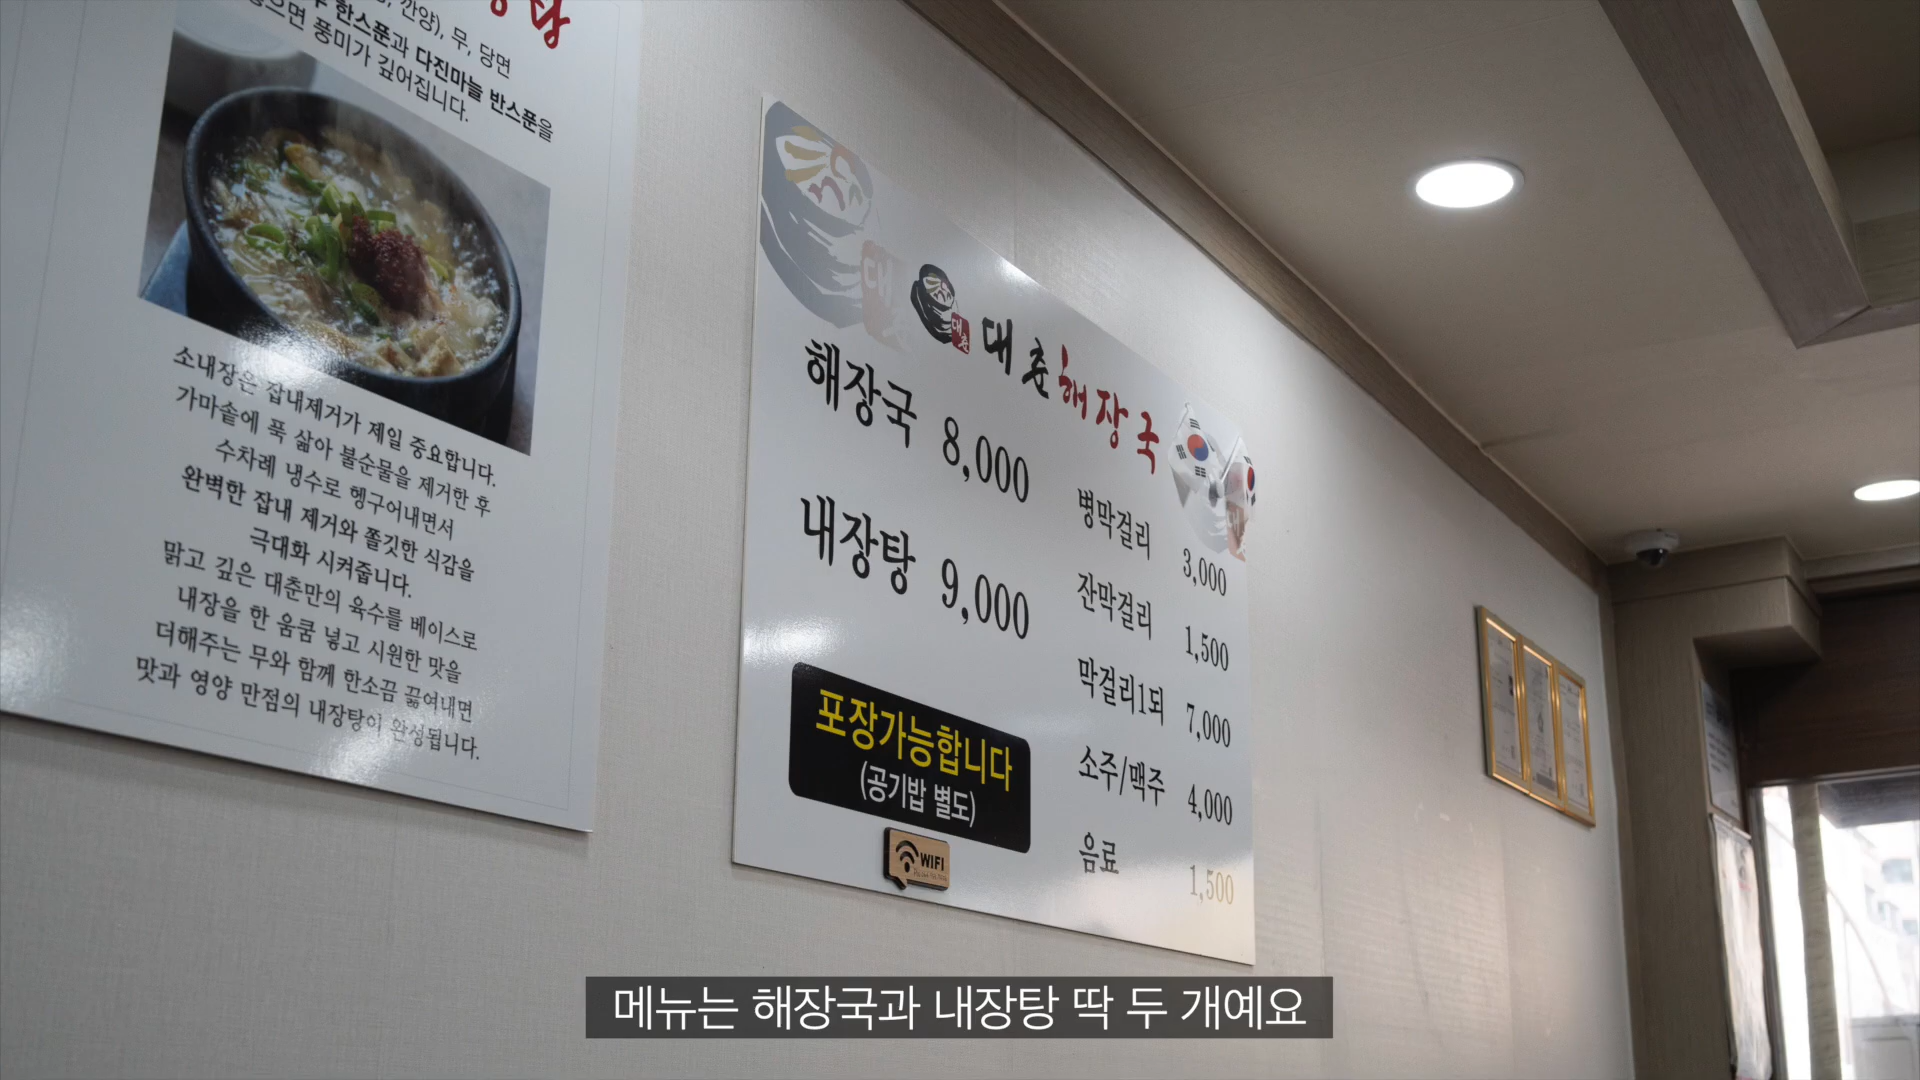 깐양), 무, 당면
한스푼과 다진마늘 반스푼을
풍미가 깊어집니다.
소내장은 잡내제거가 제일 중요합니다.
가마솥에 푹 삶아 불순물을 제거한 후
수차례 냉수로 헹구어내면서
완벽한 잡내 제거와 쫄깃한 식감을
극대화 시켜줍니다.
맑고 깊은 대춘만의 육수를 베이스로
내장을 한 움쿰 넣고 시원한 맛을
더해주는 무와 함께 한소끔 끓여내면
맛과 영양 만점의 내장탕이 완성됩니다.
대춘
대춘해장국
해장국 8,000
내장탕 9,000
포장가능합니다
(공기밥 별도)
WIFI
병막걸리 3,000
잔막걸리 1,500
막걸리1되 7,000
소주/맥주 4,000
음료 1,500
메뉴는 해장국과 내장탕 딱 두 개예요